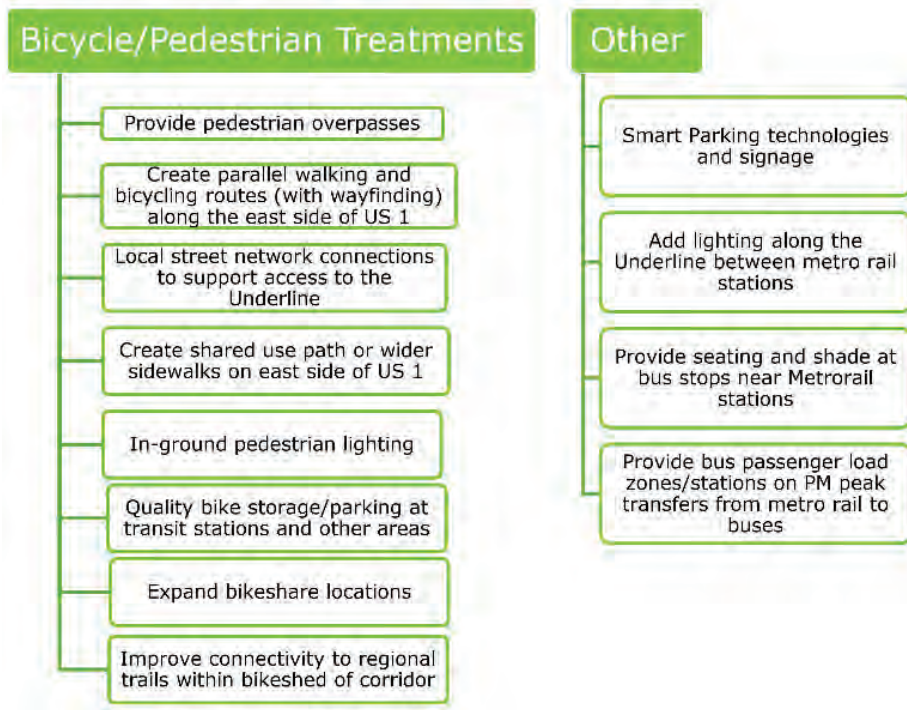 Bicycle/Pedestrian Treatments
Provide pedestrian overpasses
Create parallel walking and
bicycling routes (with wayfinding)
along the east side of US 1
Local street network connections
to support access to the
Underline
Create shared use path or wider
sidewalks on east side of US 1
In-ground pedestrian lighting
Quality bike storage/parking at
transit stations and other areas
Expand bikeshare locations
Improve connectivity to regional
trails within bikeshed of corridor
Other
Smart Parking technologies
and signage
Add lighting along the
Underline between metro rail
stations
Provide seating and shade at
bus stops near Metrorail
stations
Provide bus passenger load
zones/stations on PM peak
transfers from metro rail to
buses